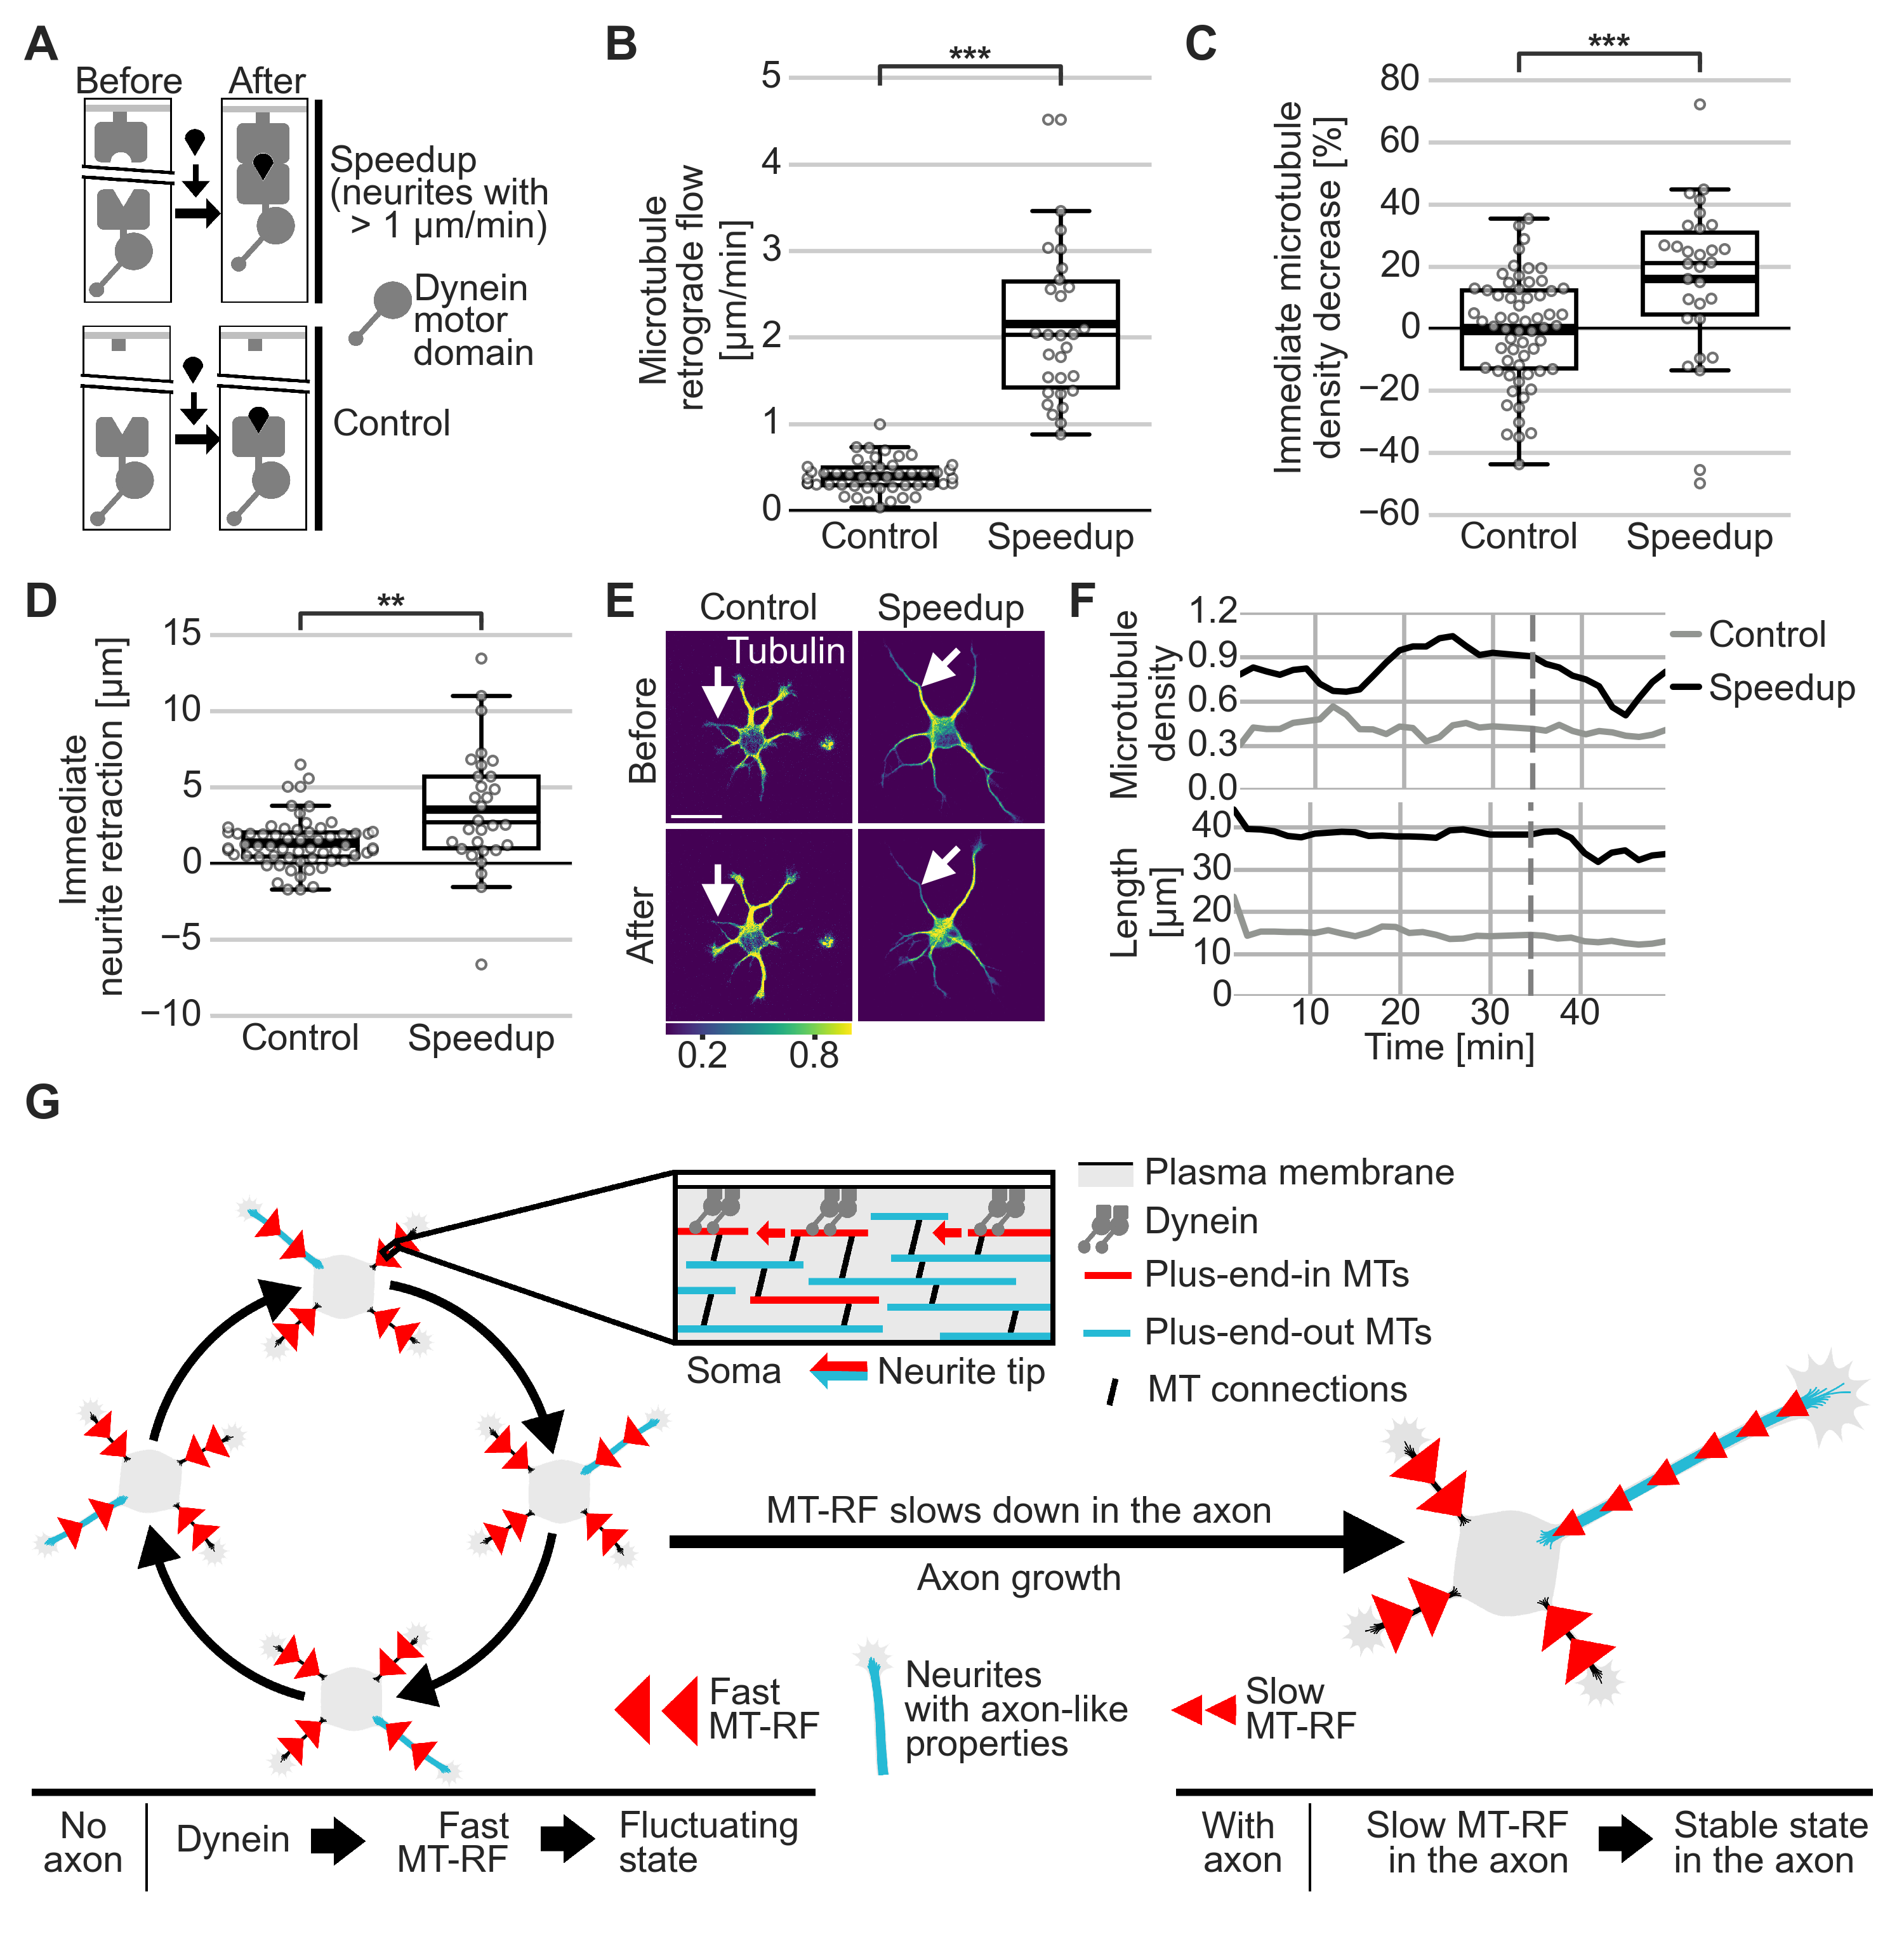 A
Before
After
Speedup
(neurites with
> 1 µm/min)
Dynein
motor
domain
Control
B
***
Microtubule
retrograde flow
[µm/min]
5
4
3
2
1
0
Control
Speedup
C
***
Immediate microtubule
density decrease [%]
80
60
40
20
0
−20
−40
−60
Control
Speedup
D
**
Immediate
neurite retraction [µm]
15
10
5
0
−5
−10
Control
Speedup
E
Control
Speedup
Tubulin
Before
After
0.2
0.8
F
Microtubule
density
1.2
0.9
0.6
0.3
0.0
Control
Speedup
Length
[µm]
40
30
20
10
0
10
20
30
40
Time [min]
G
Plasma membrane
Dynein
Plus-end-in MTs
Plus-end-out MTs
MT connections
Soma
Neurite tip
MT-RF slows down in the axon
Axon growth
Fast
MT-RF
Neurites
with axon-like
properties
Slow
MT-RF
No
axon
Dynein
Fast
MT-RF
Fluctuating
state
With
axon
Slow MT-RF
in the axon
Stable state
in the axon